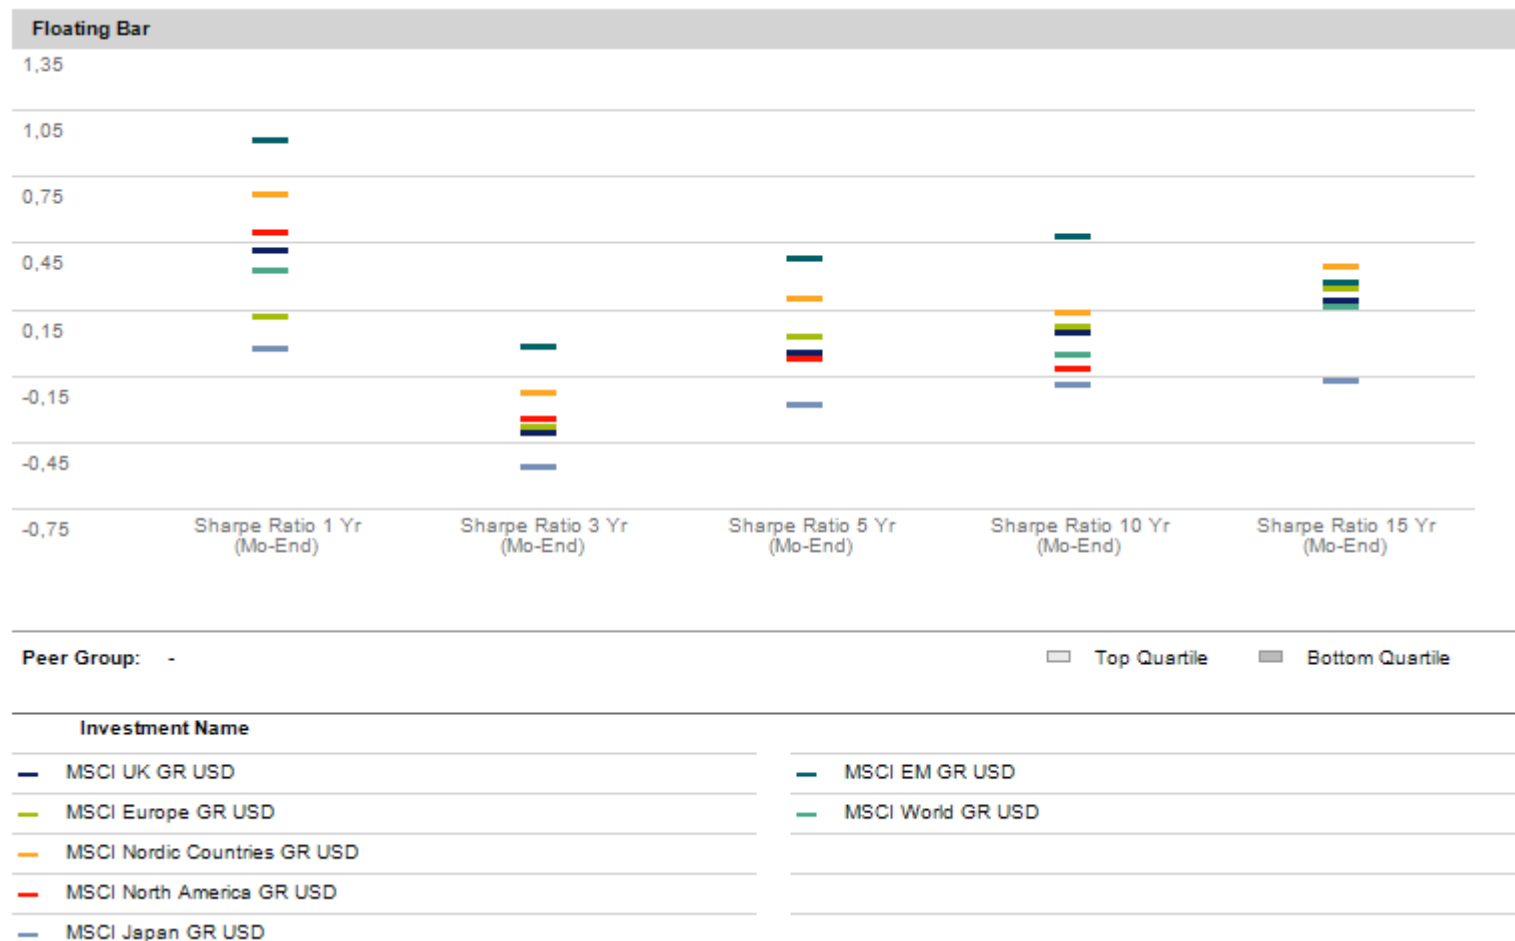 Floating Bar
1,35
1,05
0,75
0,45
0,15
-0,15
-0,45
-0,75
Sharpe Ratio 1 Yr
(Mo-End)
Sharpe Ratio 3 Yr
(Mo-End)
Sharpe Ratio 5 Yr
(Mo-End)
Sharpe Ratio 10 Yr
(Mo-End)
Sharpe Ratio 15 Yr
(Mo-End)
Peer Group: -
Top Quartile
Bottom Quartile
Investment Name
MSCI UK GR USD
MSCI Europe GR USD
MSCI Nordic Countries GR USD
MSCI North America GR USD
MSCI Japan GR USD
MSCI EM GR USD
MSCI World GR USD